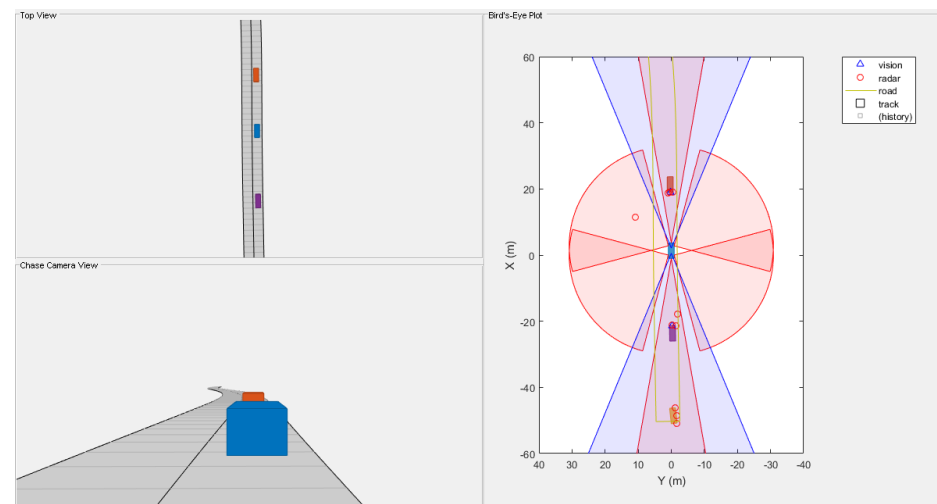 Top View
Chase Camera View
Bird's-Eye Plot
60
40
20
0
-20
-40
-60
X (m)
40 30 20 10 0 -10 -20 -30 -40
Y (m)
vision
radar
road
track
(history)